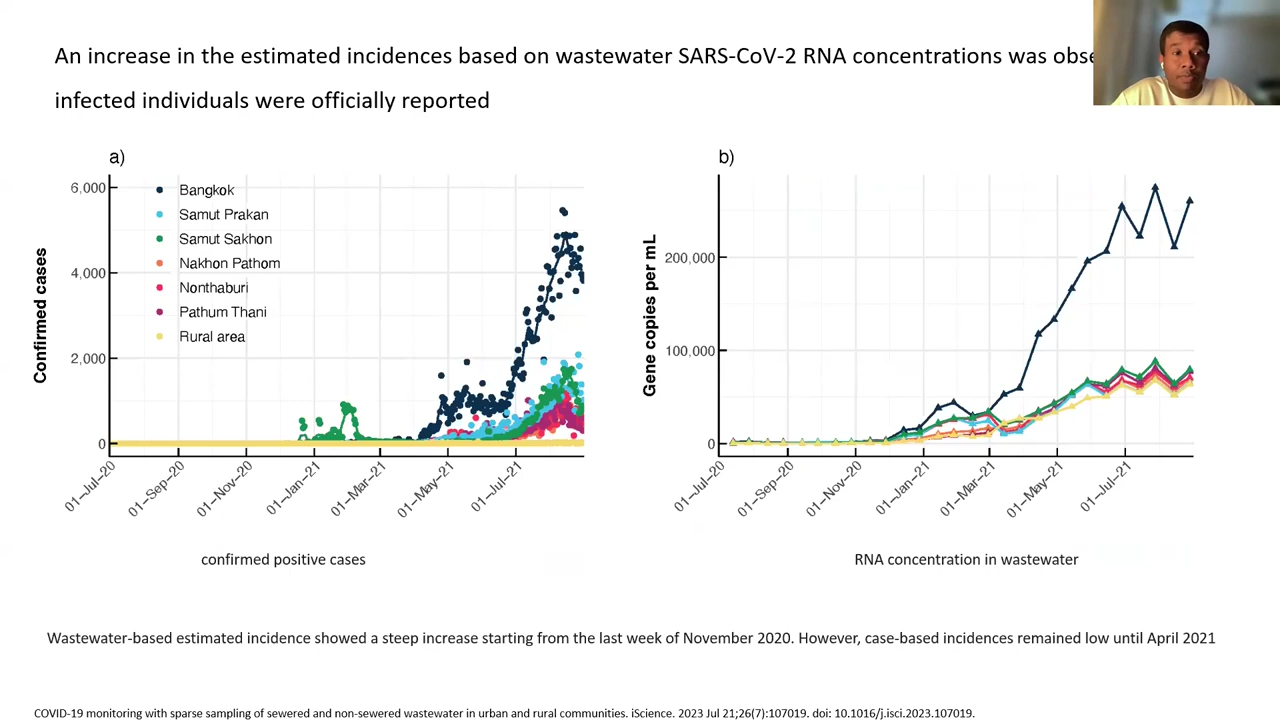 An increase in the estimated incidences based on wastewater SARS-CoV-2 RNA concentrations was
infected individuals were officially reported
a)
Confirmed cases
6,000
4,000
2,000
0
Bangkok
Samut Prakan
Samut Sakhon
Nakhon Pathom
Nonthaburi
Pathum Thani
Rural area
01-Jul-20
01-Sep-20
01-Nov-20
01-Jan-21
01-Mar-21
01-May-21
01-Jul-21
confirmed positive cases
b)
Gene copies per mL
200,000
100,000
0
01-Jul-20
01-Sep-20
01-Nov-20
01-Jan-21
01-Mar-21
01-May-21
01-Jul-21
RNA concentration in wastewater
Wastewater-based estimated incidence showed a steep increase starting from the last week of November 2020. However, case-based incidences remained low until April 2021
COVID-19 monitoring with sparse sampling of sewered and non-sewered wastewater in urban and rural communities. iScience. 2023 Jul 21;26(7):107019. doi: 10.1016/j.isci.2023.107019.